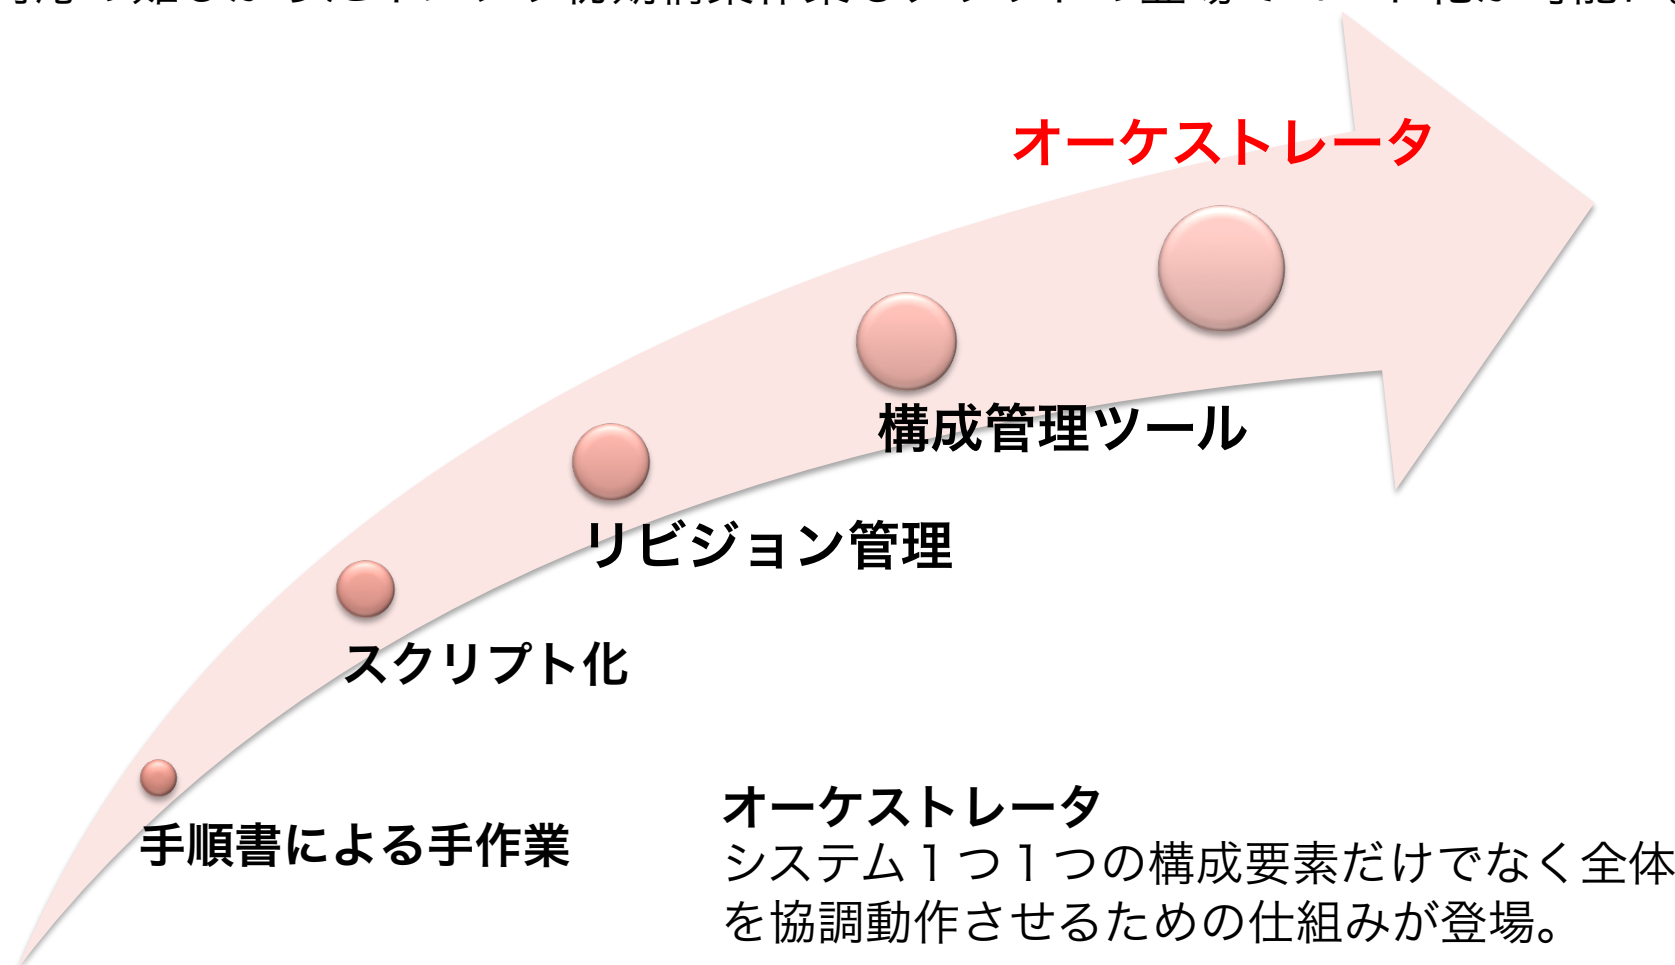 オーケストレータ
構成管理ツール
リビジョン管理
スクリプト化
手順書による手作業
オーケストレータ
システム１つ１つの構成要素だけでなく全体
を協調動作させるための仕組みが登場。